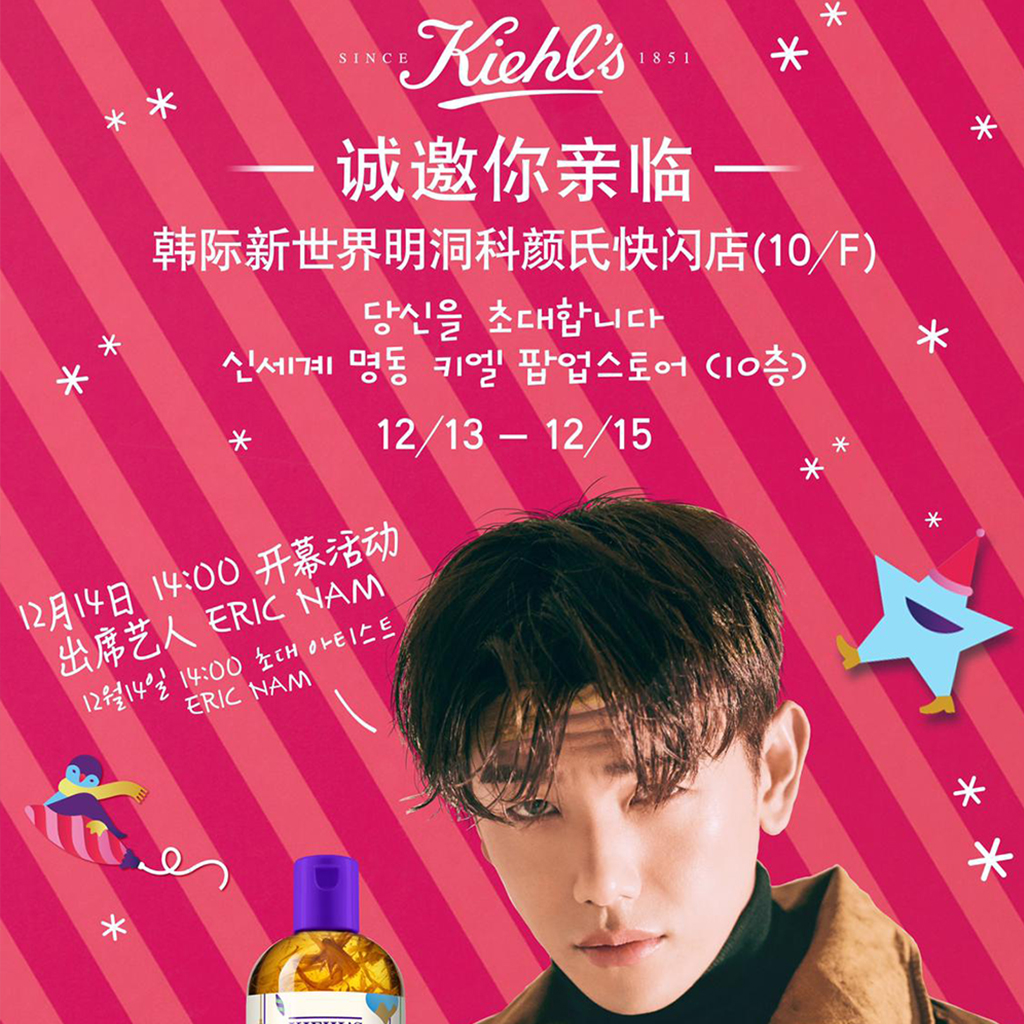 SINCE Kiehl's 1851
诚邀你亲临
韩际新世界明洞科颜氏快闪店(10/F)
당신을 초대합니다
신세계 명동 키엘 팝업스토어 (10층)
12/13 – 12/15
12月14日 14:00 开幕活动
出席艺人 ERIC NAM
12월14일 14:00 초대 아티스트
ERIC NAM
KIEHL'S